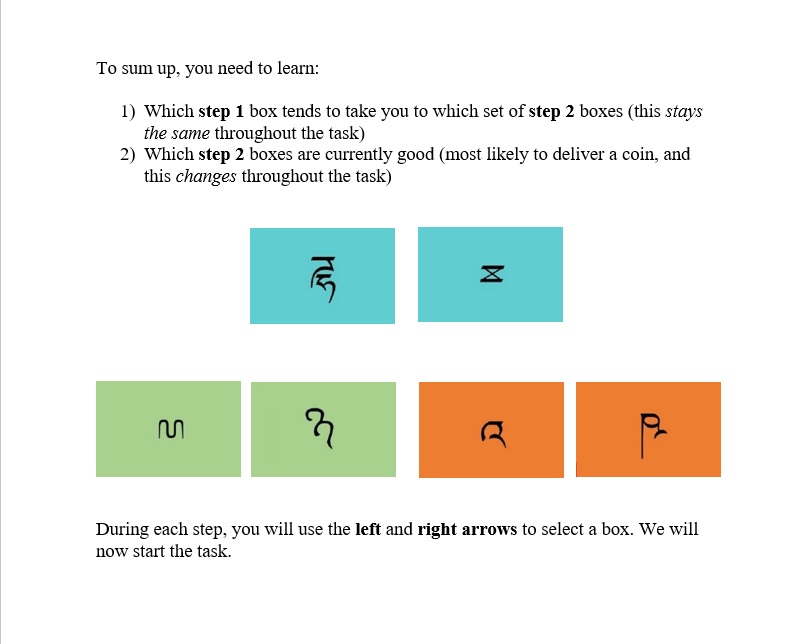 To sum up, you need to learn:
1) Which step 1 box tends to take you to which set of step 2 boxes (this stays
the same throughout the task)
2) Which step 2 boxes are currently good (most likely to deliver a coin, and
this changes throughout the task)
During each step, you will use the left and right arrows to select a box. We will
now start the task.